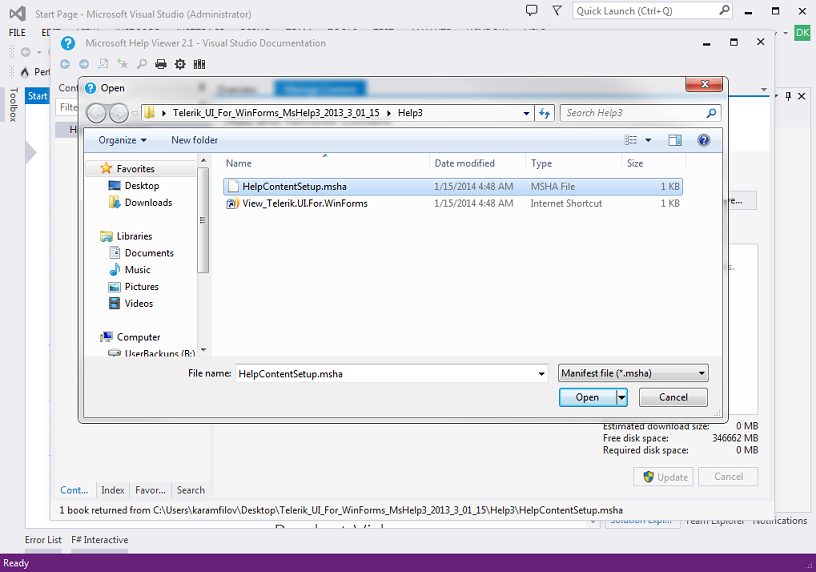 Start Page - Microsoft Visual Studio (Administrator)
Quick Launch (Ctrl+Q)
FILE
DK
Microsoft Help Viewer 2.1 - Visual Studio Documentation
Toolbox
Start
Manage Content
Open
Telerik_UI_For_WinForms_MsHelp3_2013_3_01_15 Help3
Search Help3
Organize New folder
Name Date modified Type Size
Favorites
Desktop
Downloads
Libraries
Documents
Music
Pictures
Videos
Computer
UserBackups (B:)
HelpContentSetup.msha 1/15/2014 4:48 AM MSHA File 1 KB
View_Telerik.UI.For.WinForms 1/15/2014 4:48 AM Internet Shortcut 1 KB
File name: HelpContentSetup.msha
Manifest file (*.msha)
Open Cancel
Estimated download size: 0 MB
Free disk space: 346662 MB
Required disk space: 0 MB
Update Cancel
Cont... Index Favor... Search
1 book returned from C:\Users\karamfilov\Desktop\Telerik_UI_For_WinForms_MsHelp3_2013_3_01_15\Help3\HelpContentSetup.msha
Solution Expl... Team Explorer Notifications
Error List F# Interactive
Ready